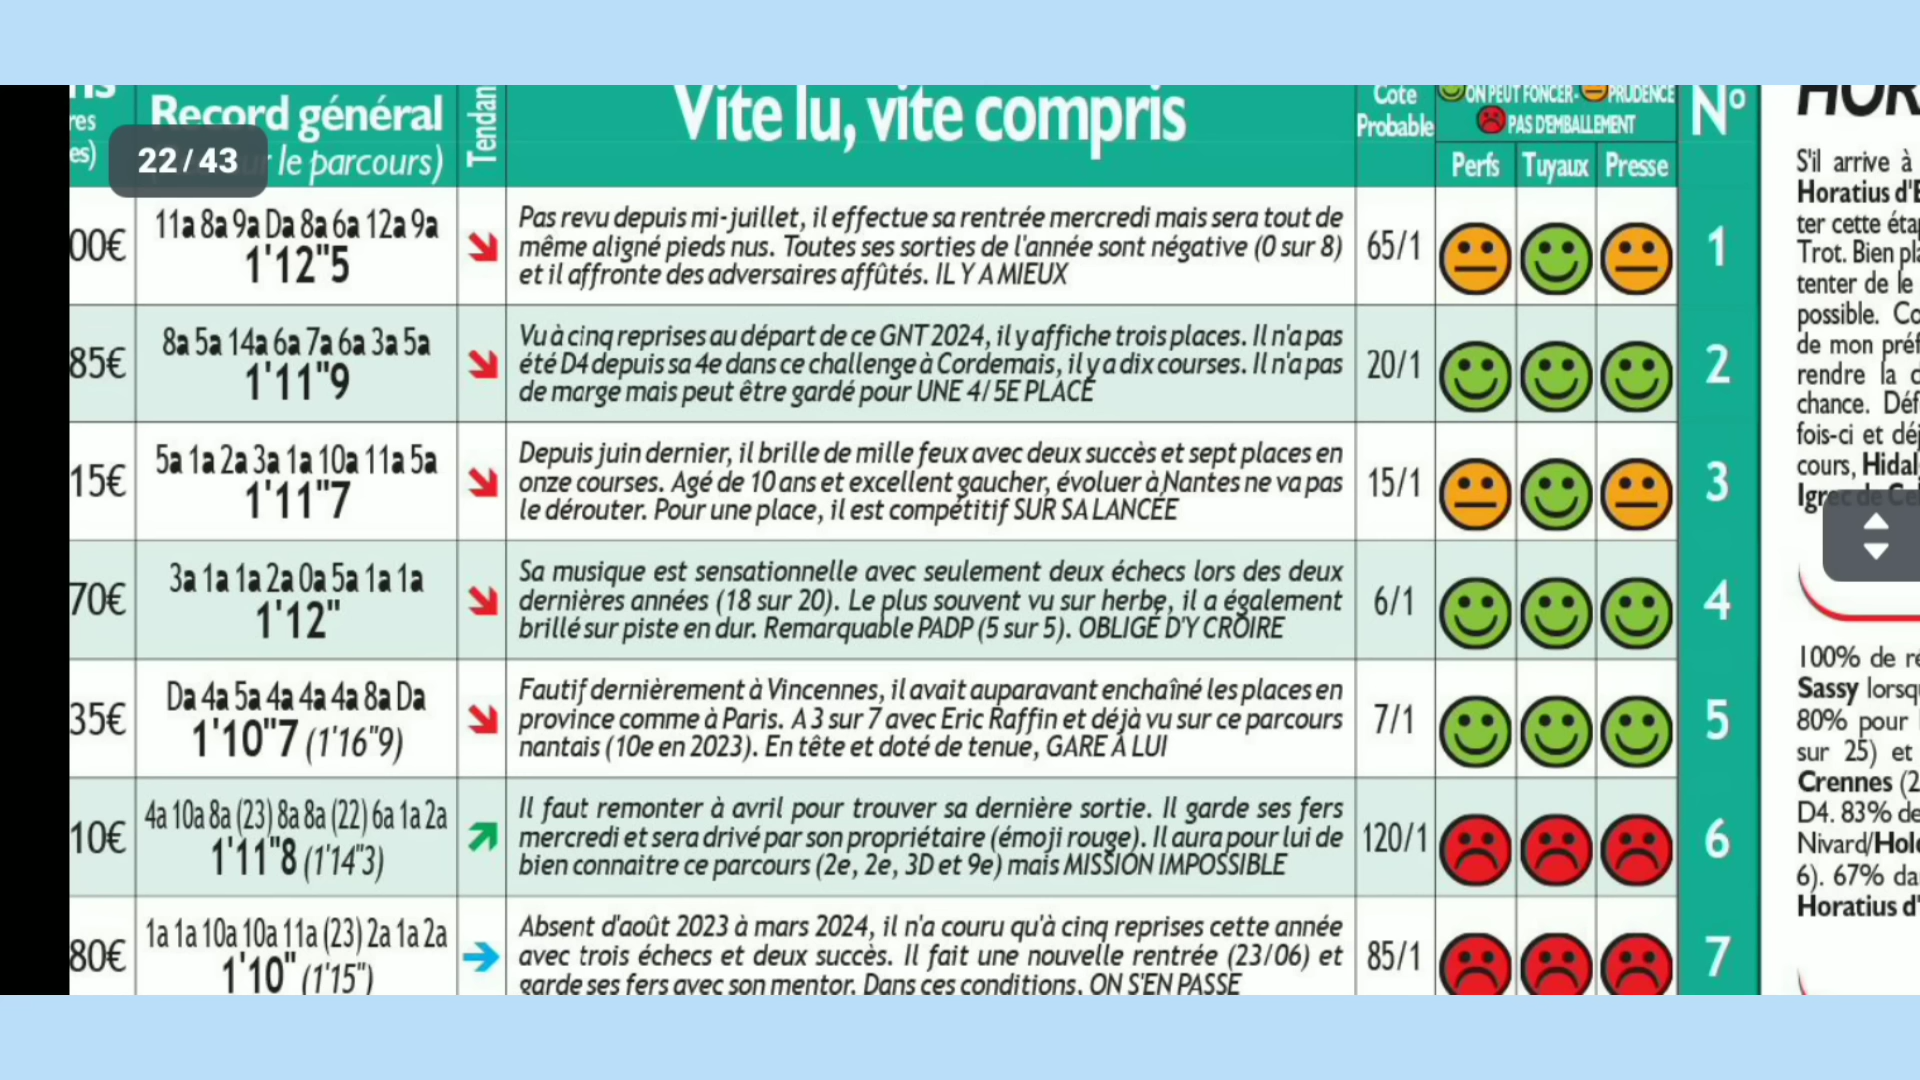 res
es)
22 / 43
Record général
le parcours)
Tendan
Vite lu, vite compris
Cote
Probable
ON PEUT FONCER - PRUDENCE
PAS D'EMBALLEMENT
Perfs Tuyaux Presse
N°
00€
11a 8a 9a Da 8a 6a 12a 9a
1'12"5
Pas revu depuis mi-juillet, il effectue sa rentrée mercredi mais sera tout de
même aligné pieds nus. Toutes ses sorties de l'année sont négative (0 sur 8)
et il affronte des adversaires affûtés. IL Y A MIEUX
65/1
1
85€
8a 5a 14a 6a 7a 6a 3a 5a
1'11"9
Vu à cinq reprises au départ de ce GNT 2024, il y affiche trois places. Il n'a pas
été D4 depuis sa 4e dans ce challenge à Cordemais, il y a dix courses. Il n'a pas
de marge mais peut être gardé pour UNE 4/5E PLACE
20/1
2
15€
5a 1a 2a 3a 1a 10a 11a 5a
1'11"7
Depuis juin dernier, il brille de mille feux avec deux succès et sept places en
onze courses. Agé de 10 ans et excellent gaucher, évoluer à Nantes ne va pas
le dérouter. Pour une place, il est compétitif SUR SA LANCÉE
15/1
3
70€
3a 1a 1a 2a 0a 5a 1a 1a
1'12"
Sa musique est sensationnelle avec seulement deux échecs lors des deux
dernières années (18 sur 20). Le plus souvent vu sur herbe, il a également
brillé sur piste en dur. Remarquable PADP (5 sur 5). OBLIGÉ D'Y CROIRE
6/1
4
35€
Da 4a 5a 4a 4a 4a 8a Da
1'10"7 (1'16"9)
Fautif dernièrement à Vincennes, il avait auparavant enchaîné les places en
province comme à Paris. A 3 sur 7 avec Eric Raffin et déjà vu sur ce parcours
nantais (10e en 2023). En tête et doté de tenue, GARE À LUI
7/1
5
10€
4a 10a 8a (23) 8a 8a (22) 6a 1a 2a
1'11"8 (1'14"3)
Il faut remonter à avril pour trouver sa dernière sortie. Il garde ses fers
mercredi et sera drivé par son propriétaire (émoji rouge). Il aura pour lui de
bien connaitre ce parcours (2e, 2e, 3D et 9e) mais MISSION IMPOSSIBLE
120/1
6
80€
1a 1a 10a 10a 11a (23) 2a 1a 2a
1'10" (1'15")
Absent d'août 2023 à mars 2024, il n'a couru qu'à cinq reprises cette année
avec trois échecs et deux succès. Il fait une nouvelle rentrée (23/06) et
garde ses fers avec son mentor. Dans ces conditions, ON S'EN PASSE
85/1
7
HOR
S'il arrive à
Horatius d'E
ter cette éta
Trot. Bien pla
tenter de le
possible. Co
de mon préf
rendre la c
chance. Déf
fois-ci et déj
cours, Hidal
Igrec de Cel
100% de ré
Sassy lorsqu
80% pour
sur 25) et
Crennes (2
D4. 83% de
Nivard/Hold
6). 67% da
Horatius d'